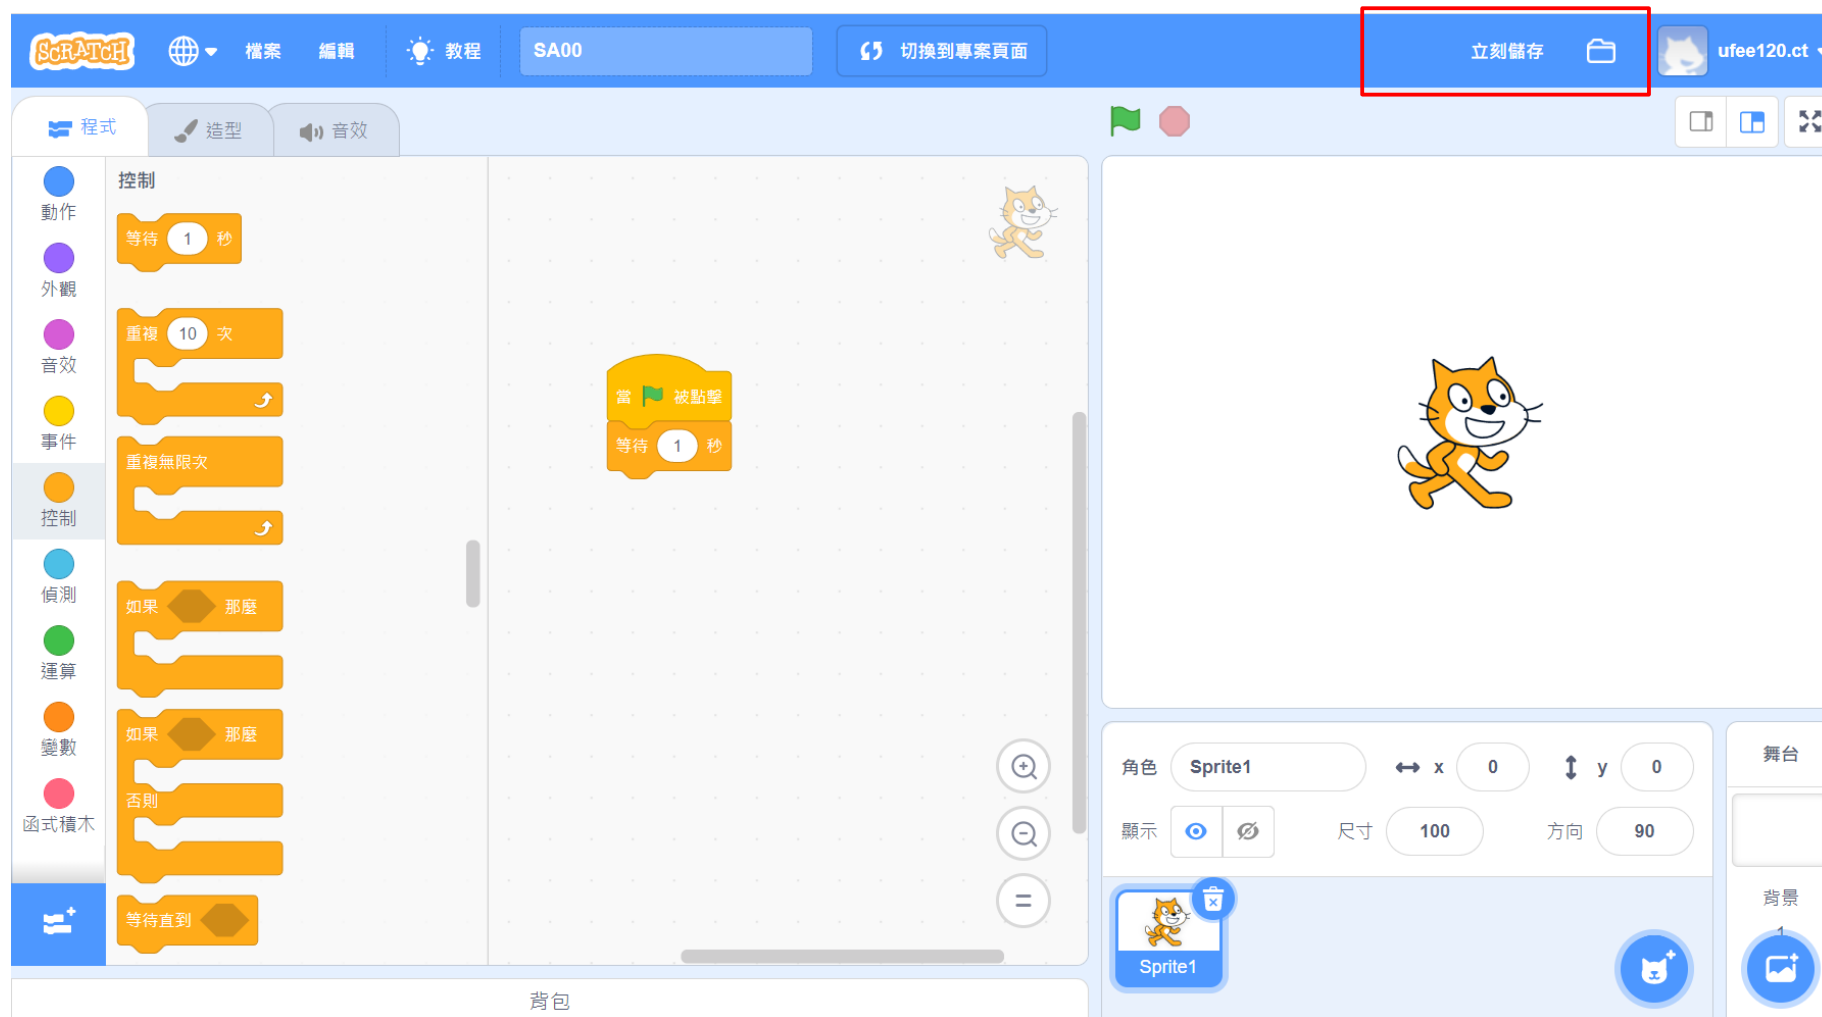 SCRATCH 檔案 編輯 教程 SA00 切換到專案頁面 立刻儲存 ufee120.ct
程式 造型 音效
動作
外觀
音效
事件
控制
偵測
運算
變數
函式積木
控制
等待 1 秒
重複 10 次
重複無限次
如果 那麼
如果 那麼
否則
等待直到
當 被點擊
等待 1 秒
背包
角色 Sprite1 x 0 y 0
顯示 尺寸 100 方向 90
Sprite1
舞台
背景
1